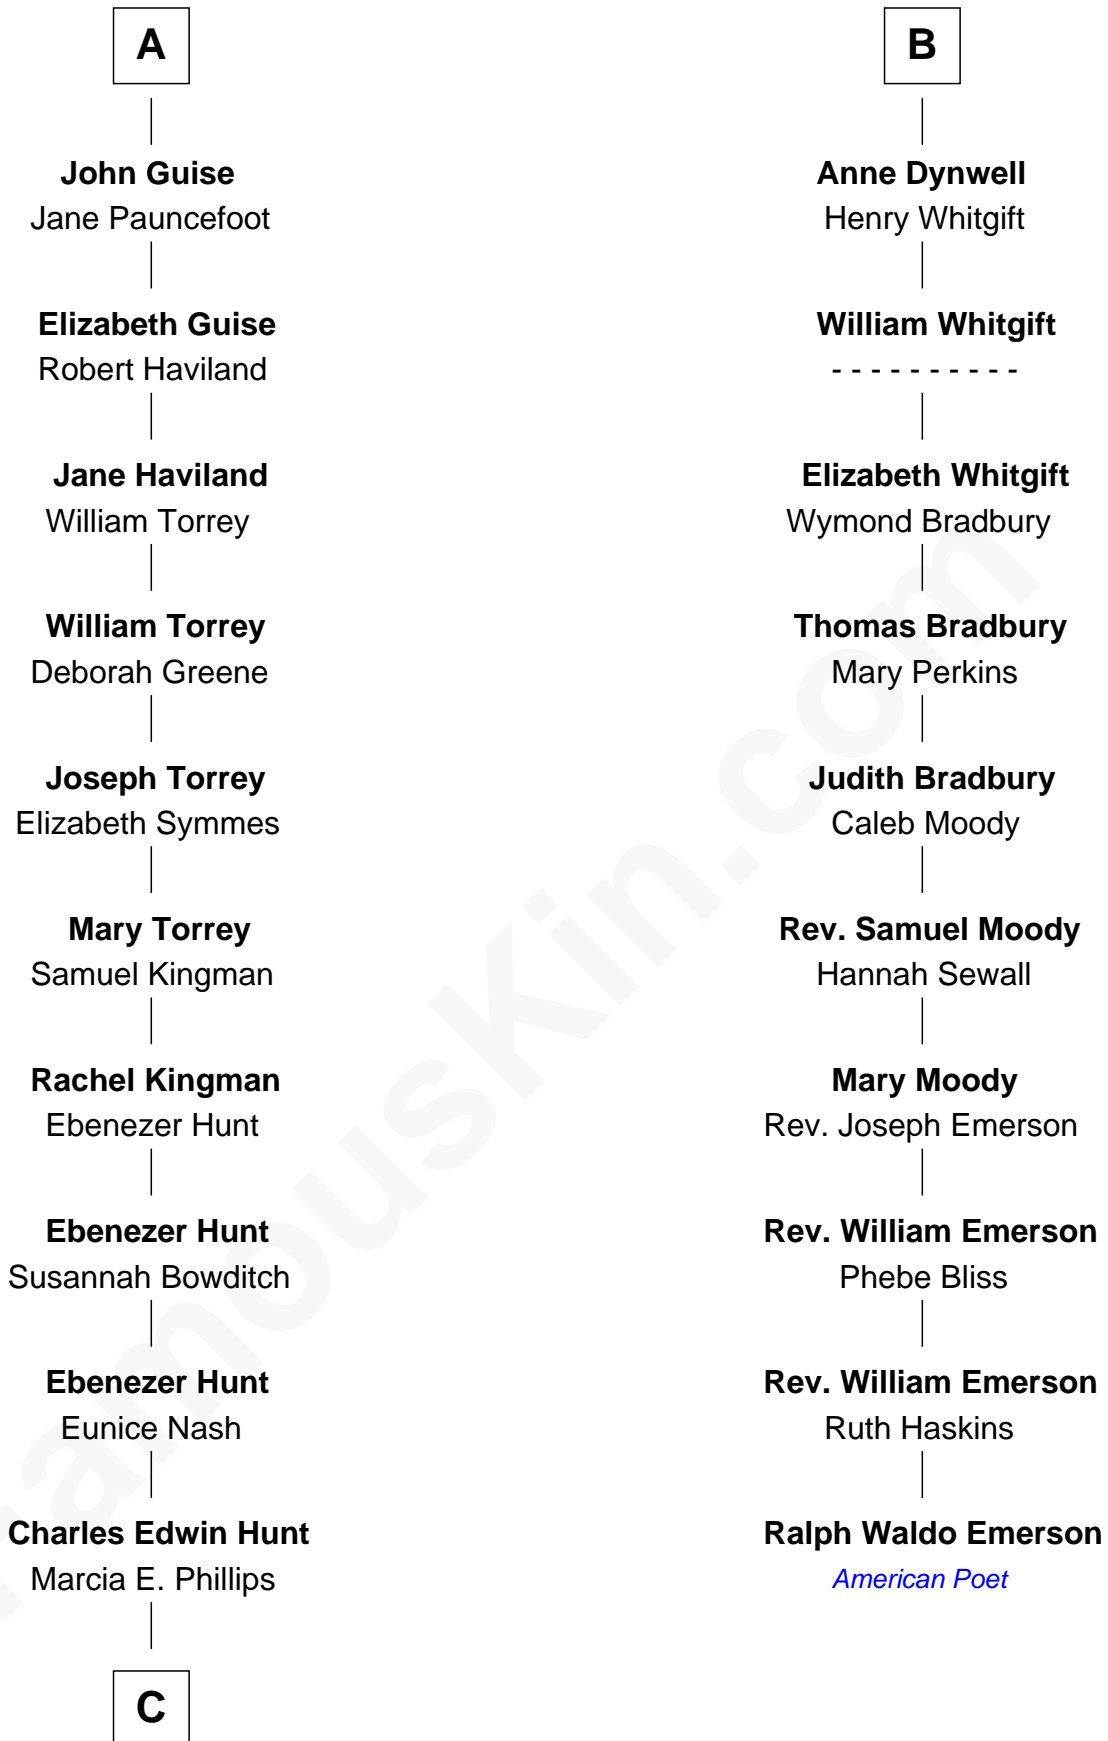 A
John Guise
Jane Pauncefoot
Elizabeth Guise
Robert Haviland
Jane Haviland
William Torrey
William Torrey
Deborah Greene
Joseph Torrey
Elizabeth Symmes
Mary Torrey
Samuel Kingman
Rachel Kingman
Ebenezer Hunt
Ebenezer Hunt
Susannah Bowditch
Ebenezer Hunt
Eunice Nash
Charles Edwin Hunt
Marcia E. Phillips
C
B
Anne Dynwell
Henry Whitgift
William Whitgift
- - - - - - - - - -
Elizabeth Whitgift
Wymond Bradbury
Thomas Bradbury
Mary Perkins
Judith Bradbury
Caleb Moody
Rev. Samuel Moody
Hannah Sewall
Mary Moody
Rev. Joseph Emerson
Rev. William Emerson
Phebe Bliss
Rev. William Emerson
Ruth Haskins
Ralph Waldo Emerson
American Poet
FamousKin.com